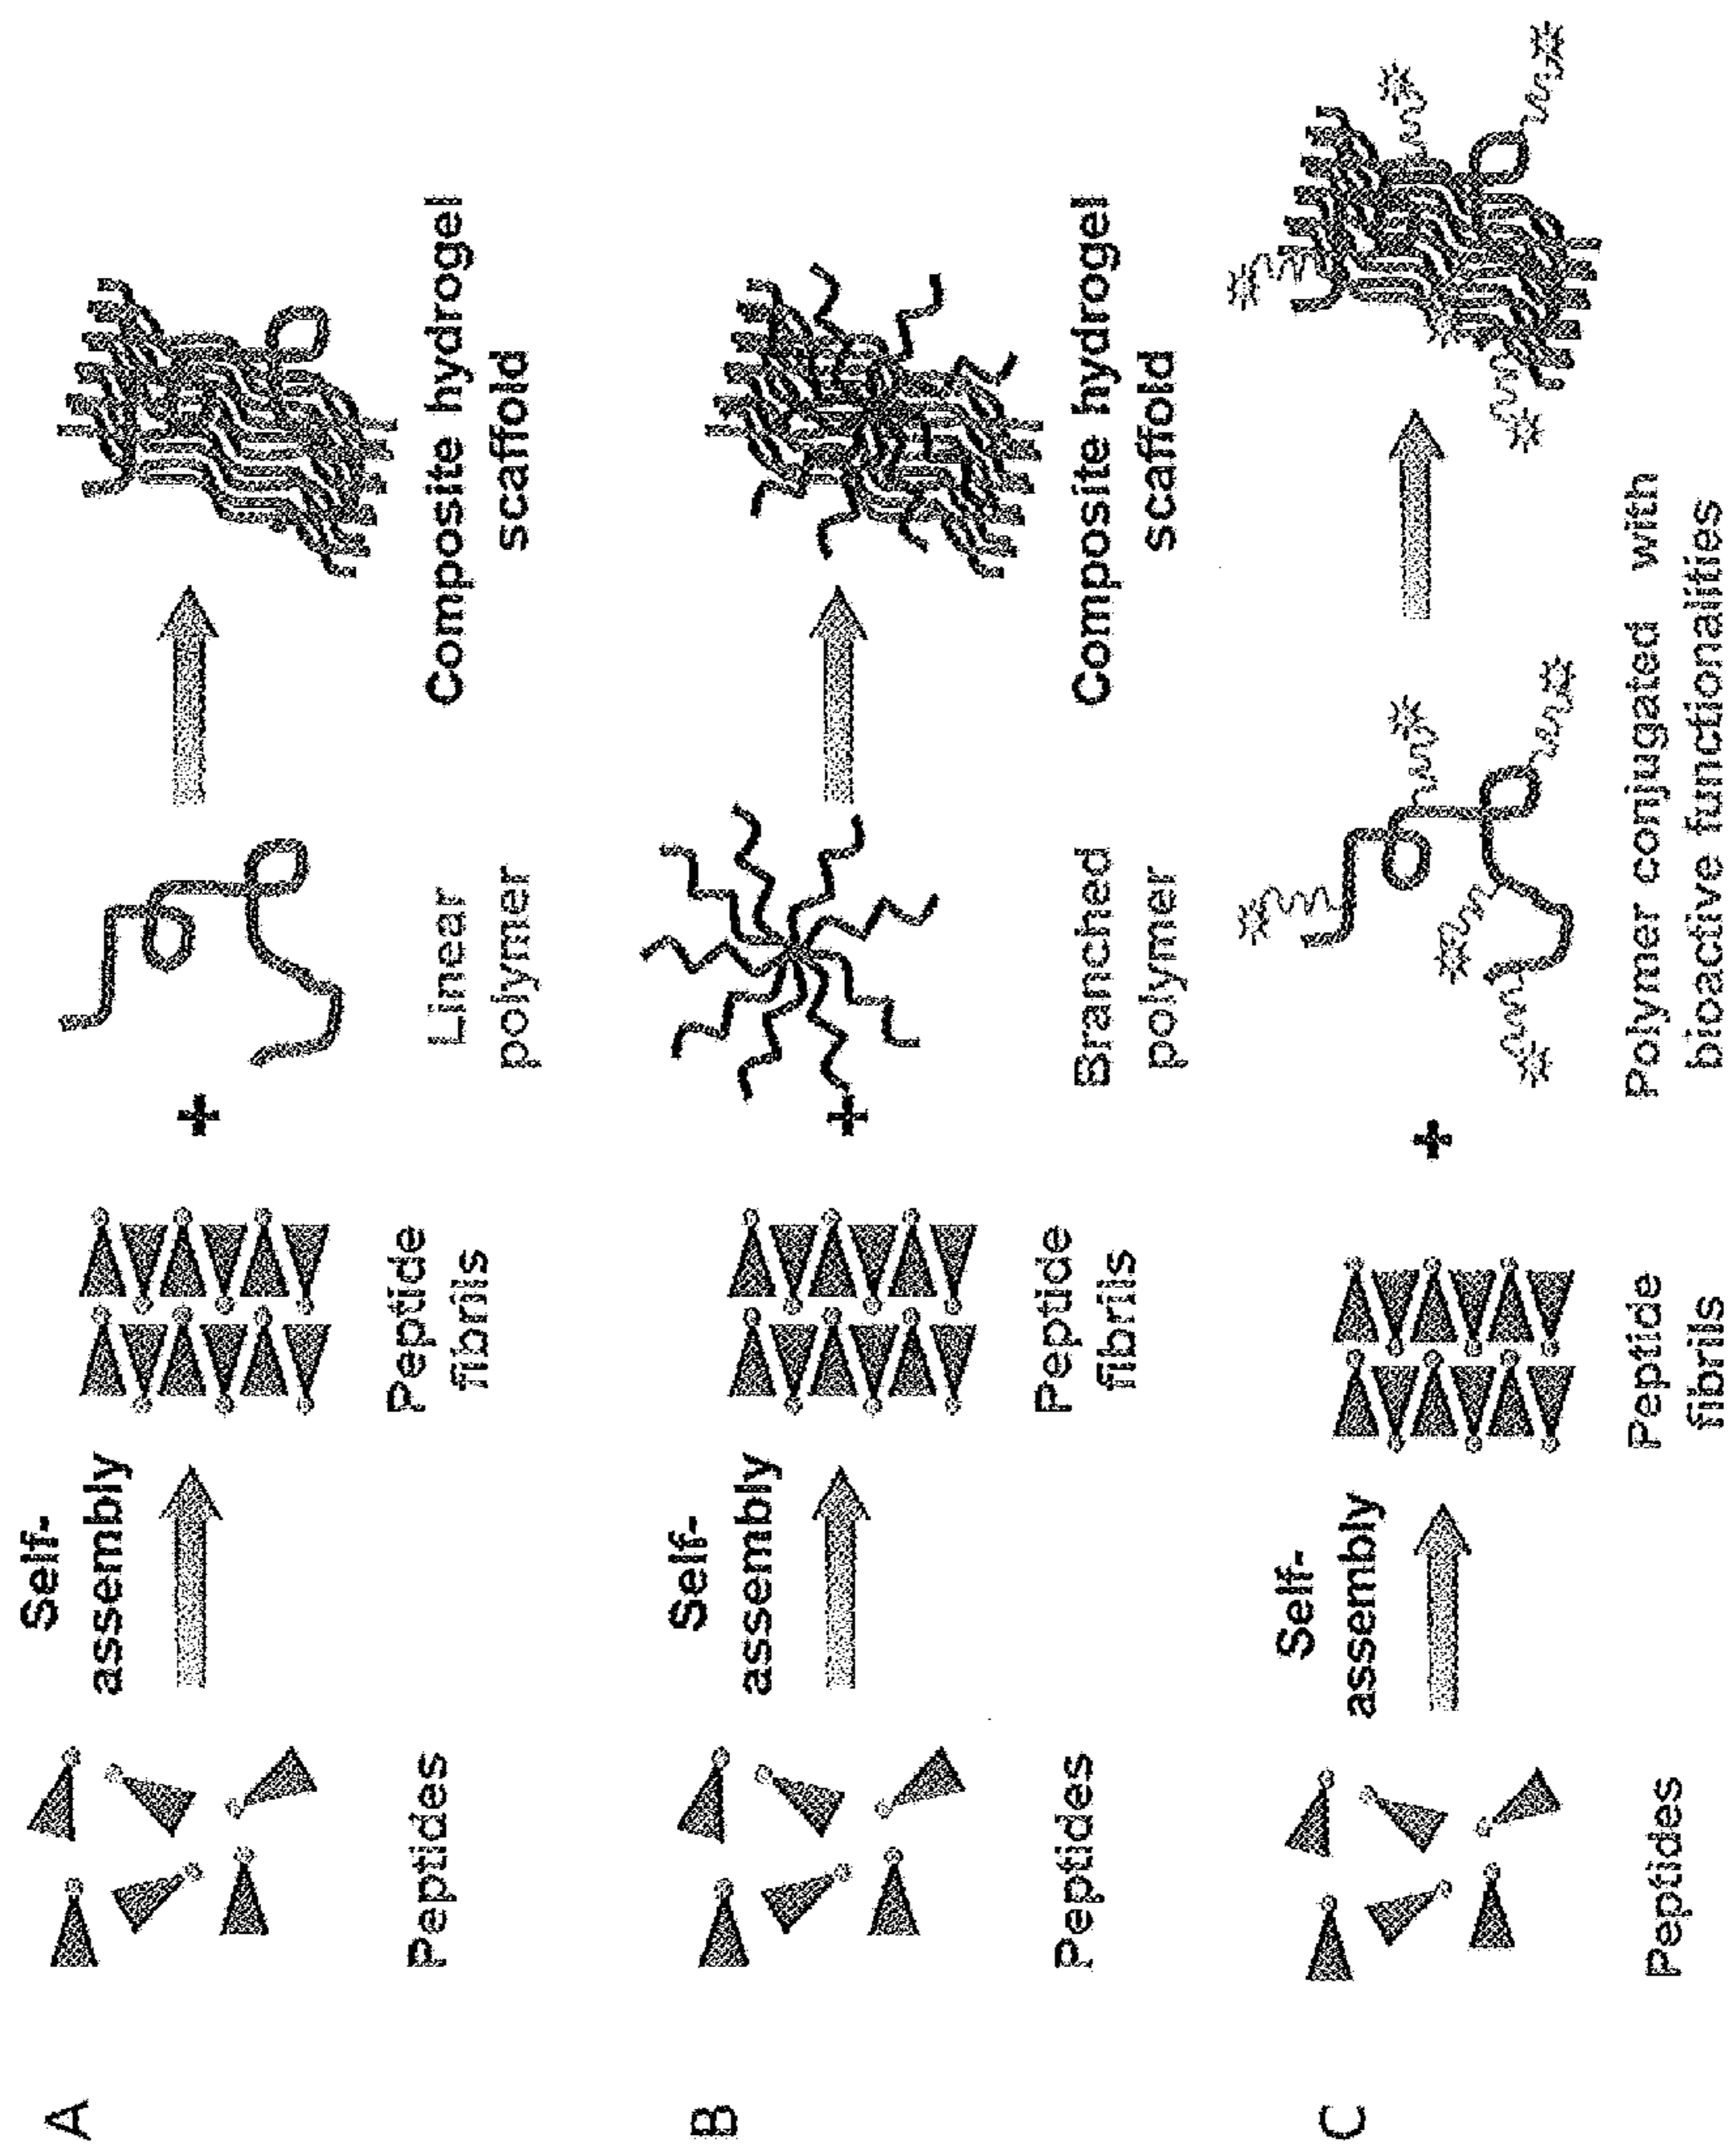 A
Self-
assembly
Peptides
Peptide
fibrils
+
Linear
polymer
Composite hydrogel
scaffold
B
Self-
assembly
Peptides
Peptide
fibrils
+
Branched
polymer
Composite hydrogel
scaffold
C
Self-
assembly
Peptides
Peptide
fibrils
+
Polymer conjugated with
bioactive functionalities